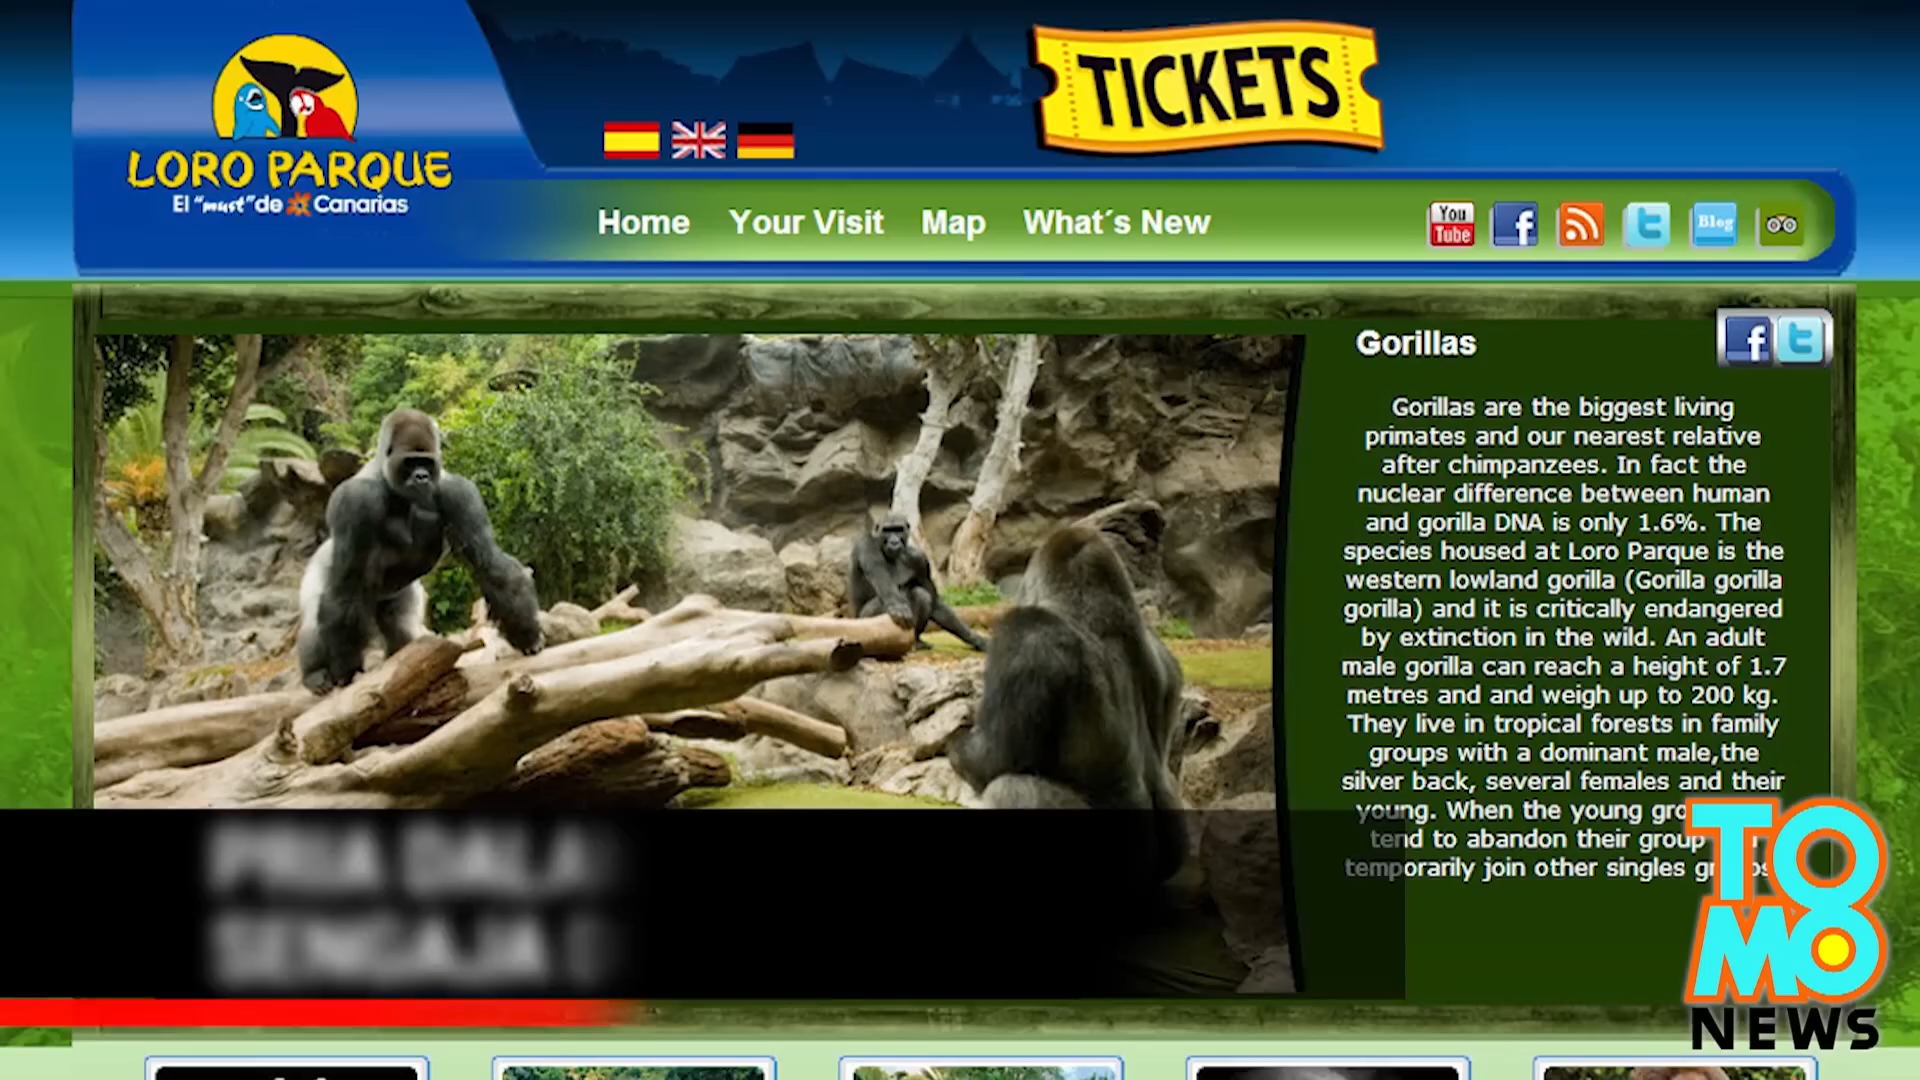 LORO PARQUE
El "must" de Canarias
TICKETS
Home Your Visit Map What´s New
You Tube
Blog
Gorillas
Gorillas are the biggest living
primates and our nearest relative
after chimpanzees. In fact the
nuclear difference between human
and gorilla DNA is only 1.6%. The
species housed at Loro Parque is the
western lowland gorilla (Gorilla gorilla
gorilla) and it is critically endangered
by extinction in the wild. An adult
male gorilla can reach a height of 1.7
metres and and weigh up to 200 kg.
They live in tropical forests in family
groups with a dominant male,the
silver back, several females and their
young. When the young
tend to abandon their group
temporarily join other singles
TOMO
NEWS